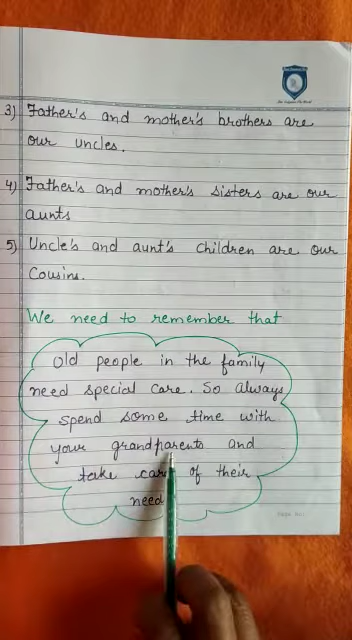 3) Father's and mother's brothers are
our uncles.
4) Father's and mother's sisters are our
aunts
5) Uncle's and aunt's children are our
Cousins.
We need to remember that
Old people in the family
need special care. So always
spend some time with
your grandparents and
take care of their
need